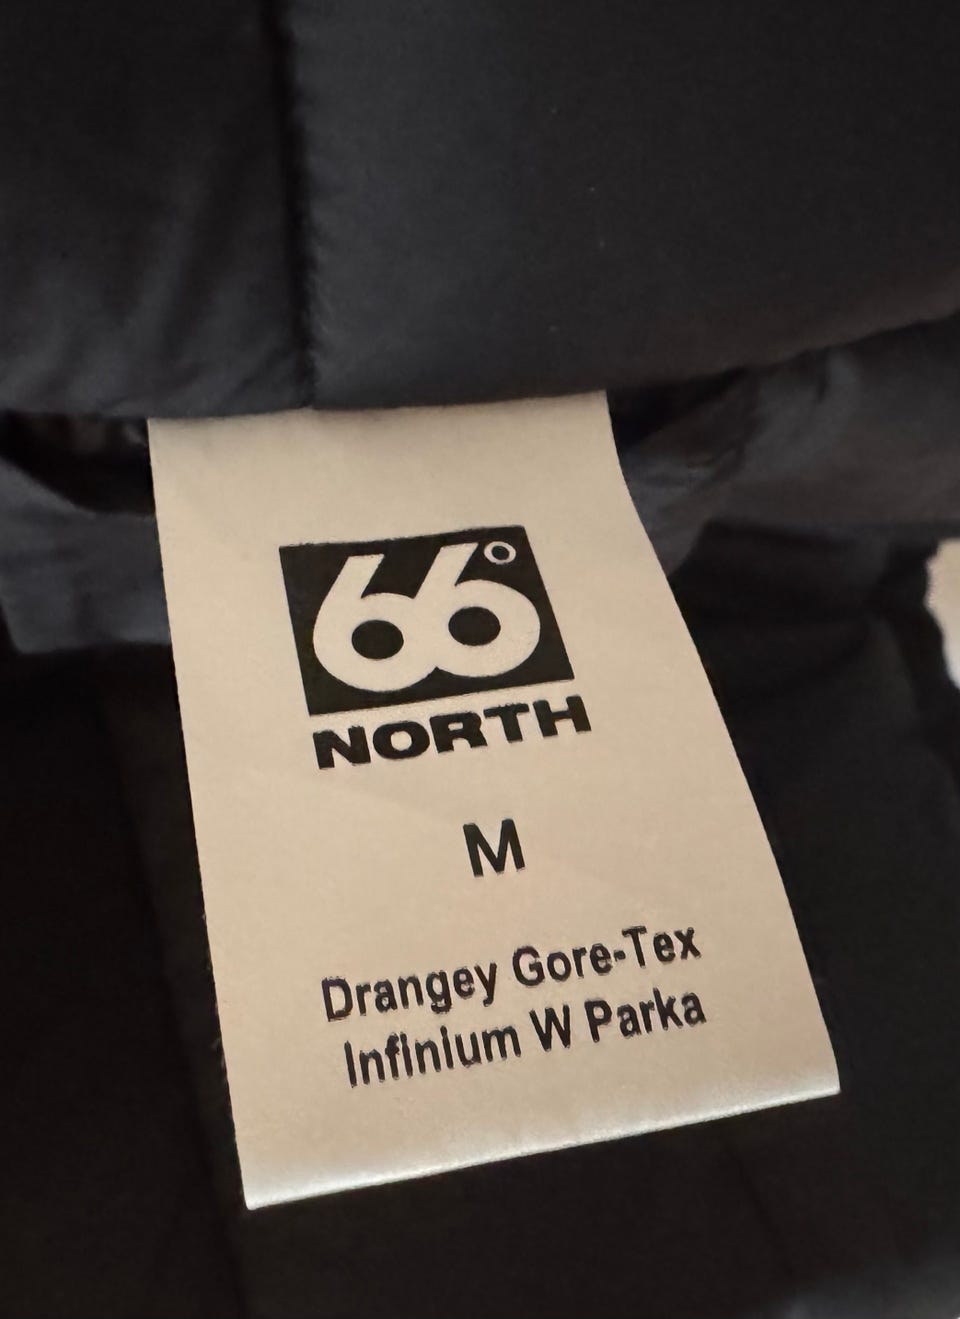 66°
NORTH
M
Drangey Gore-Tex
Infinium W Parka